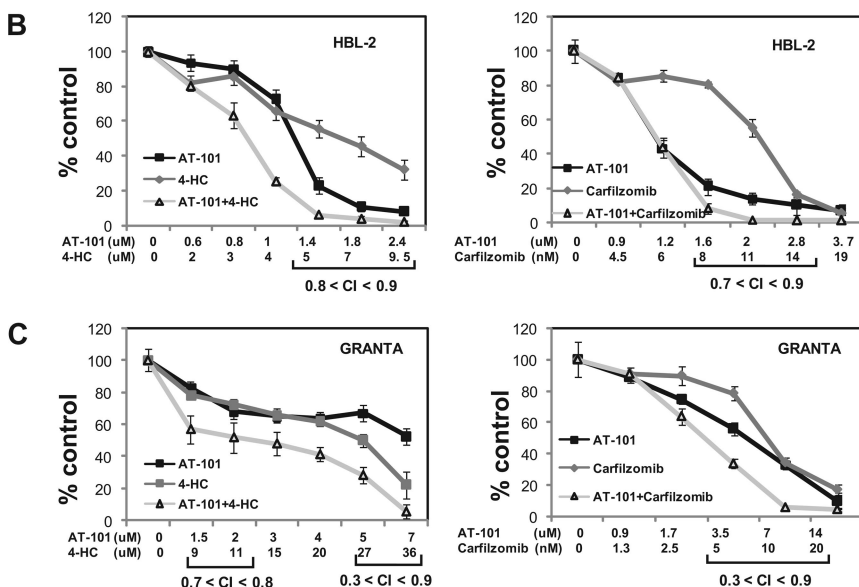 B
HBL-2
% control
120
100
80
60
40
20
0
AT-101
4-HC
AT-101+4-HC
AT-101 (uM) 0 0.6 0.8 1 1.4 1.8 2.4
4-HC (uM) 0 2 3 4 5 7 9.5
0.8 < CI < 0.9
HBL-2
% control
120
100
80
60
40
20
0
AT-101
Carfilzomib
AT-101+Carfilzomib
AT-101 (uM) 0 0.9 1.2 1.6 2 2.8 3.7
Carfilzomib (nM) 0 4.5 6 8 11 14 19
0.7 < CI < 0.9
C
GRANTA
% control
120
100
80
60
40
20
0
AT-101
4-HC
AT-101+4-HC
AT-101 (uM) 0 1.5 2 3 4 5 7
4-HC (uM) 0 9 11 15 20 27 36
0.7 < CI < 0.8
0.3 < CI < 0.9
GRANTA
% control
120
100
80
60
40
20
0
AT-101
Carfilzomib
AT-101+Carfilzomib
AT-101 (uM) 0 0.9 1.7 3.5 7 14
Carfilzomib (nM) 0 1.3 2.5 5 10 20
0.3 < CI < 0.9